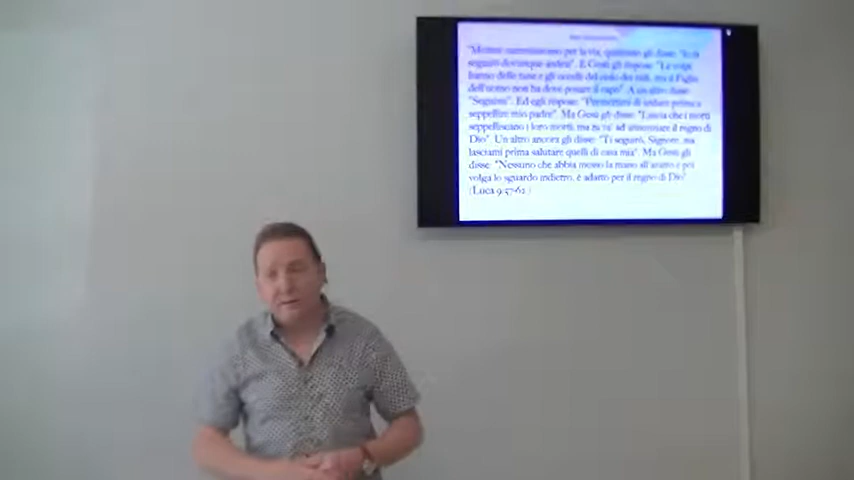 "Mentre camminavano per la via, qualcuno gli disse: "Io ti
seguirò dovunque andrai". E Gesù gli rispose: "Le volpi
hanno delle tane e gli uccelli del cielo dei nidi, ma il Figlio
dell'uomo non ha dove posare il capo". A un altro disse:
"Seguimi". Ed egli rispose: "Permettimi di andare prima a
seppellire mio padre". Ma Gesù gli disse: "Lascia che i morti
seppelliscano i loro morti, ma tu va' ad annunziare il regno di
Dio". Un altro ancora gli disse: "Ti seguirò, Signore, ma
lasciami prima salutare quelli di casa mia". Ma Gesù gli
disse: "Nessuno che abbia messo la mano all'aratro e poi
volga lo sguardo indietro, è adatto per il regno di Dio"
(Luca 9:57-62)